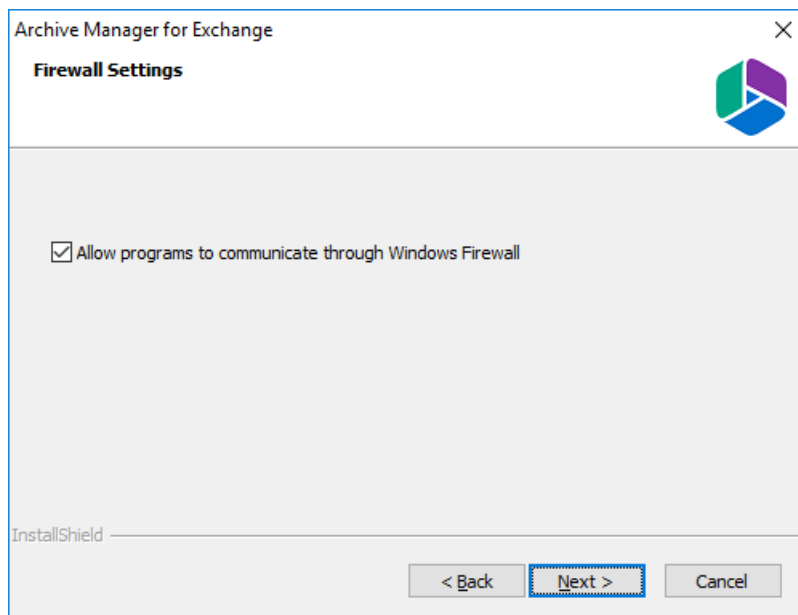 Archive Manager for Exchange
Firewall Settings
Allow programs to communicate through Windows Firewall
InstallShield
< Back
Next >
Cancel